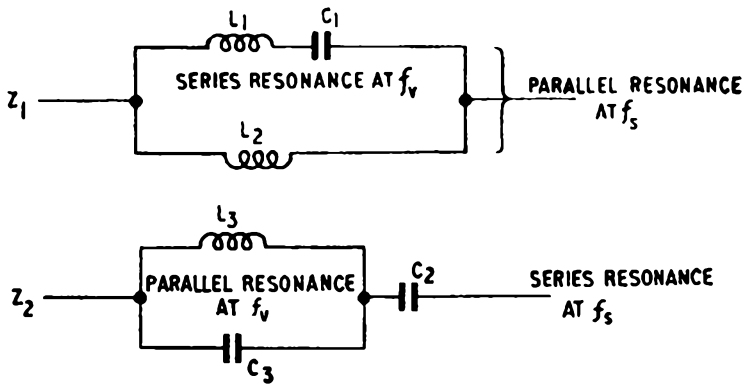 L1
C1
SERIES RESONANCE AT fv
Z1
PARALLEL RESONANCE
AT fs
L2
L3
PARALLEL RESONANCE
AT fv
C2
SERIES RESONANCE
AT fs
Z2
C3